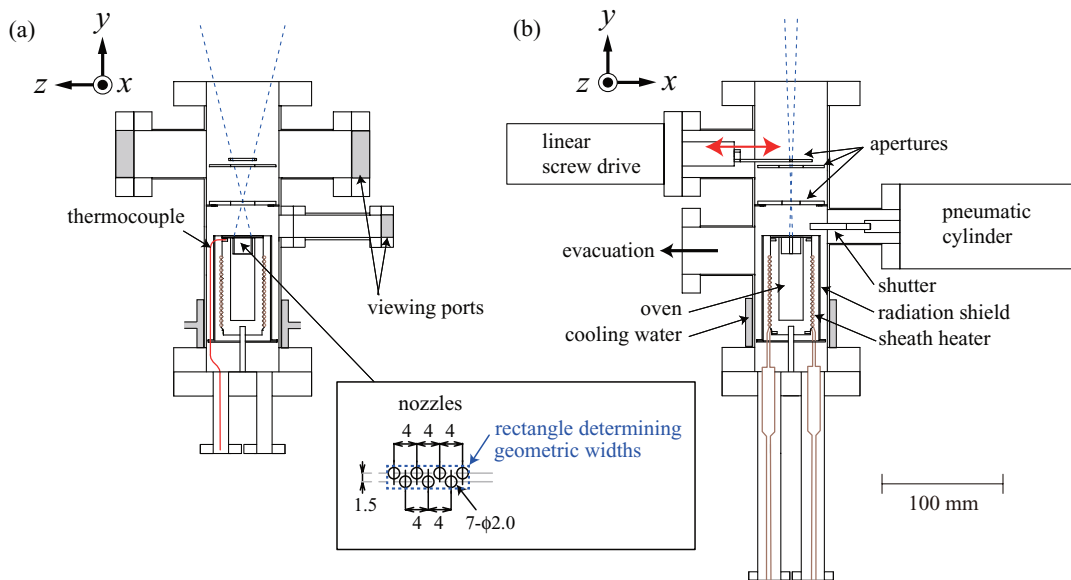 (a)
y
z
x
thermocouple
viewing ports
nozzles
4 4 4
rectangle determining
geometric widths
1.5
4 4
7-ϕ2.0
(b)
y
z
x
linear
screw drive
apertures
pneumatic
cylinder
evacuation
shutter
oven
radiation shield
cooling water
sheath heater
100 mm